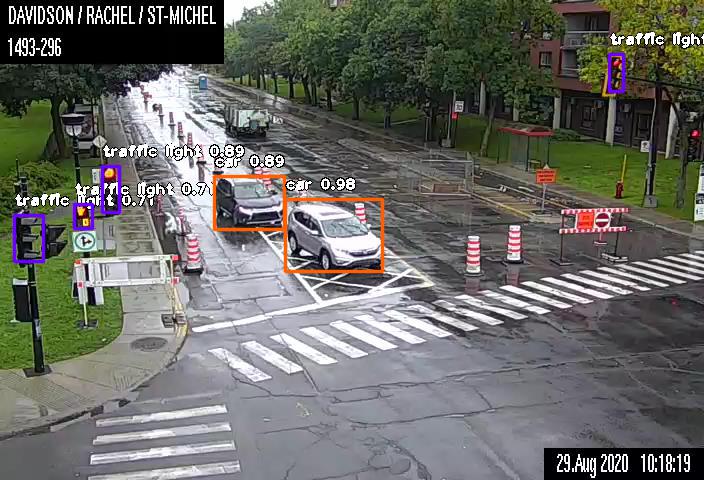 DAVIDSON / RACHEL / ST-MICHEL
1493-296
traffic light
traffic light 0.89
car 0.89
traffic light 0.71
car 0.98
traffic light 0.71
29.Aug 2020 10:18:19